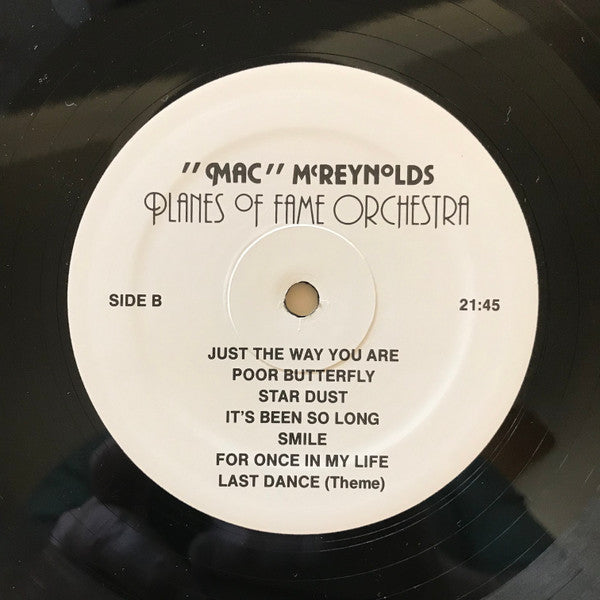 "MAC" McREYNOLDS
PLANES OF FAME ORCHESTRA
SIDE B
21:45
JUST THE WAY YOU ARE
POOR BUTTERFLY
STAR DUST
IT'S BEEN SO LONG
SMILE
FOR ONCE IN MY LIFE
LAST DANCE (Theme)